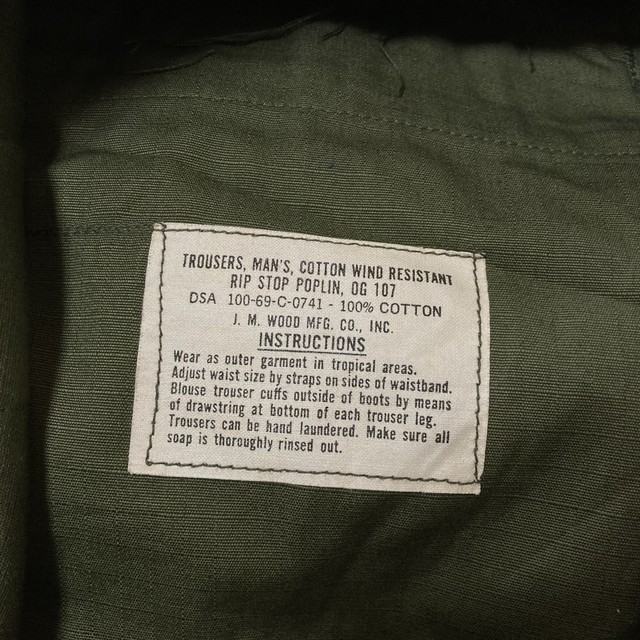 TROUSERS, MAN'S, COTTON WIND RESISTANT
RIP STOP POPLIN, OG 107
DSA 100-69-C-0741 - 100% COTTON
J. M. WOOD MFG. CO., INC.
INSTRUCTIONS
Wear as outer garment in tropical areas.
Adjust waist size by straps on sides of waistband.
Blouse trouser cuffs outside of boots by means
of drawstring at bottom of each trouser leg.
Trousers can be hand laundered. Make sure all
soap is thoroughly rinsed out.